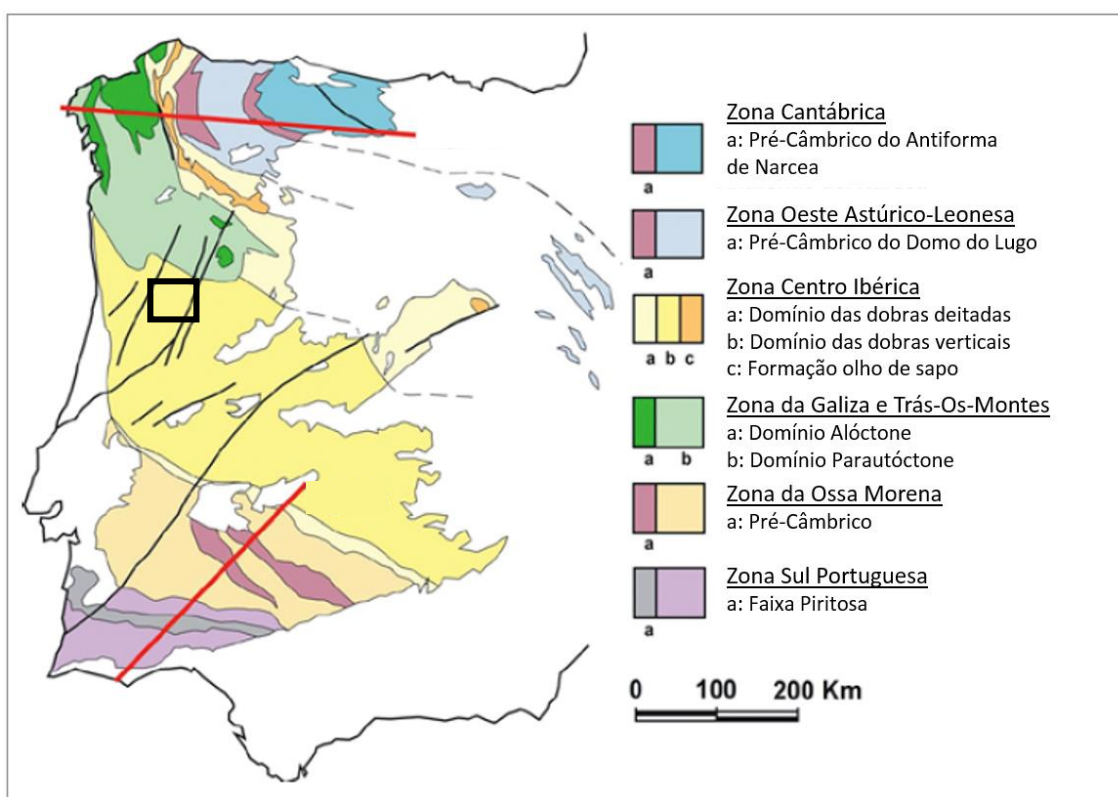 Zona Cantábrica
a: Pré-Câmbrico do Antiforma
de Narcea
a
Zona Oeste Astúrico-Leonesa
a: Pré-Câmbrico do Domo do Lugo
a
Zona Centro Ibérica
a: Domínio das dobras deitadas
b: Domínio das dobras verticais
c: Formação olho de sapo
a b c
Zona da Galiza e Trás-Os-Montes
a: Domínio Alóctone
b: Domínio Parautóctone
a b
Zona da Ossa Morena
a: Pré-Câmbrico
a
Zona Sul Portuguesa
a: Faixa Piritosa
a
0 100 200 Km